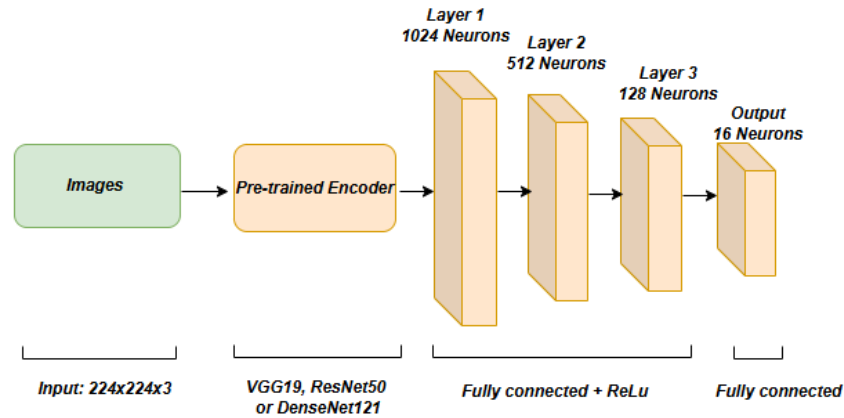 Layer 1
1024 Neurons
Layer 2
512 Neurons
Layer 3
128 Neurons
Output
16 Neurons
Images
Pre-trained Encoder
Input: 224x224x3
VGG19, ResNet50
or DenseNet121
Fully connected + ReLu
Fully connected